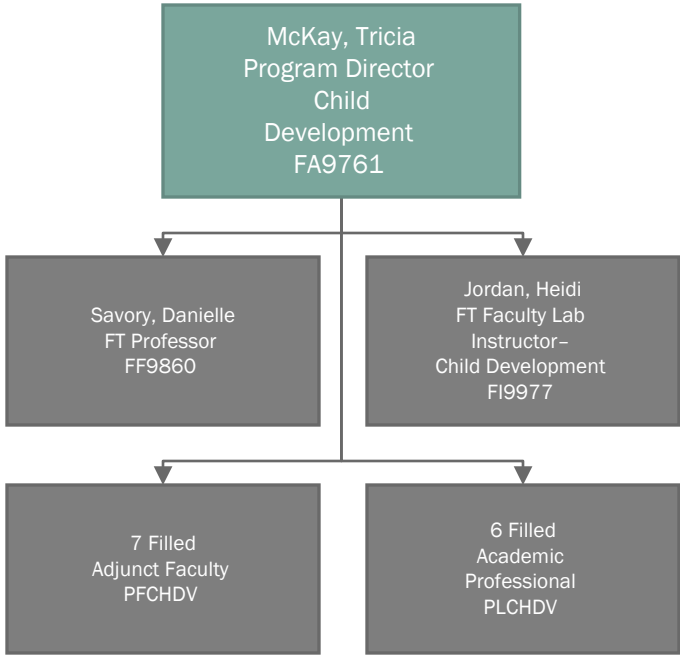 McKay, Tricia
Program Director
Child
Development
FA9761
Savory, Danielle
FT Professor
FF9860
Jordan, Heidi
FT Faculty Lab
Instructor–
Child Development
FI9977
7 Filled
Adjunct Faculty
PFCHDV
6 Filled
Academic
Professional
PLCHDV